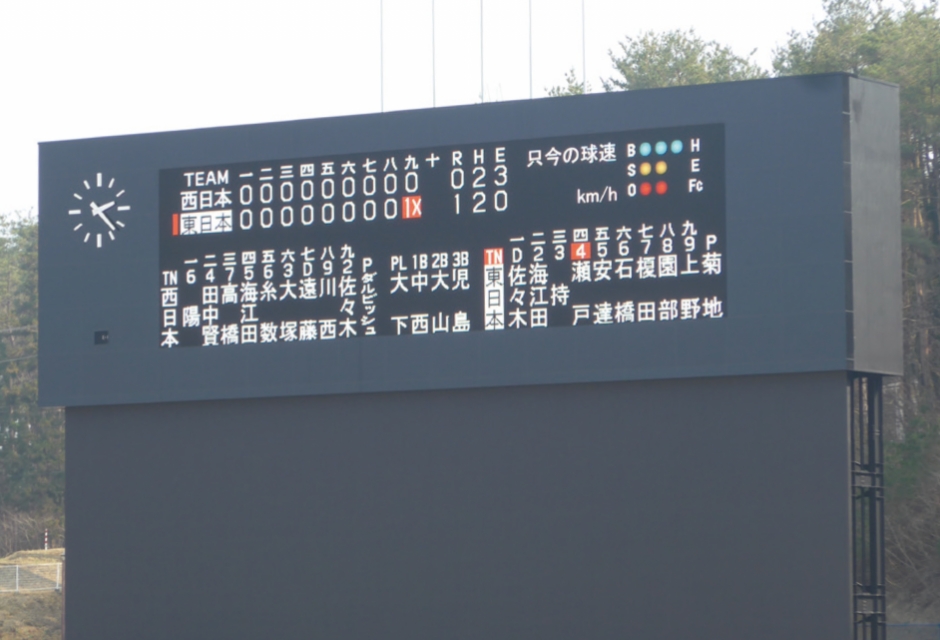 TEAM 一 二 三 四 五 六 七 八 九 + R H E
西日本 0 0 0 0 0 0 0 0 0 0 2 3
東日本 0 0 0 0 0 0 0 0 1X 1 2 0
只今の球速
km/h
B H
S E
O Fc
TN 西日本
一 6 陽
二 4 田中賢
三 7 高橋
四 5 海江田
五 6 糸数
六 3 大塚
七 D 遠藤
八 9 川西
九 2 佐々木
P ダルビッシュ
PL 大下
1B 中西
2B 大山
3B 児島
TN 東日本
一 D 佐々木
二 2 海江田
三 3 持
四 4 瀬戸
五 5 安達
六 6 石橋
七 7 榎田
八 8 園部
九 9 上野
P 菊地